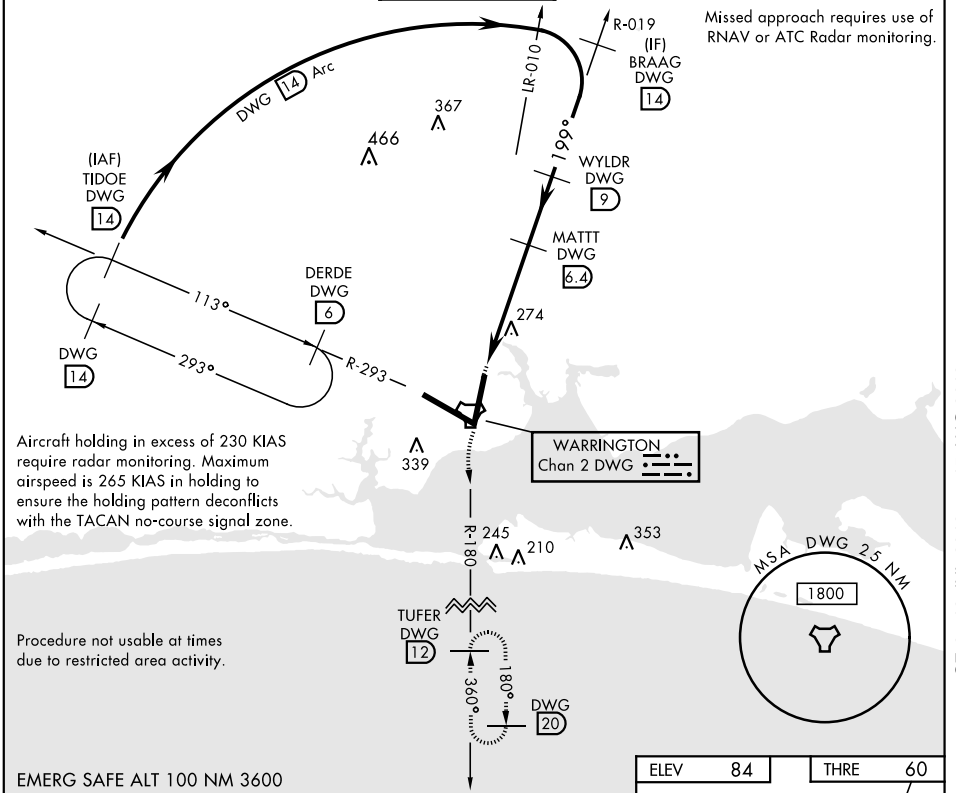 Missed approach requires use of
RNAV or ATC Radar monitoring.
R-019
(IF)
BRAAG
DWG
14
LR-010
DWG 14 Arc
367
466
199°
(IAF)
TIDOE
DWG
14
WYLDR
DWG
9
MATTT
DWG
6.4
DERDE
DWG
6
113°
274
293°
R-293
DWG
14
WARRINGTON
Chan 2 DWG
Aircraft holding in excess of 230 KIAS
require radar monitoring. Maximum
airspeed is 265 KIAS in holding to
ensure the holding pattern deconflicts
with the TACAN no-course signal zone.
339
R-180
245
210
353
MSA DWG 25 NM
1800
TUFER
DWG
12
Procedure not usable at times
due to restricted area activity.
360°
180°
DWG
20
EMERG SAFE ALT 100 NM 3600
ELEV 84
THRE 60